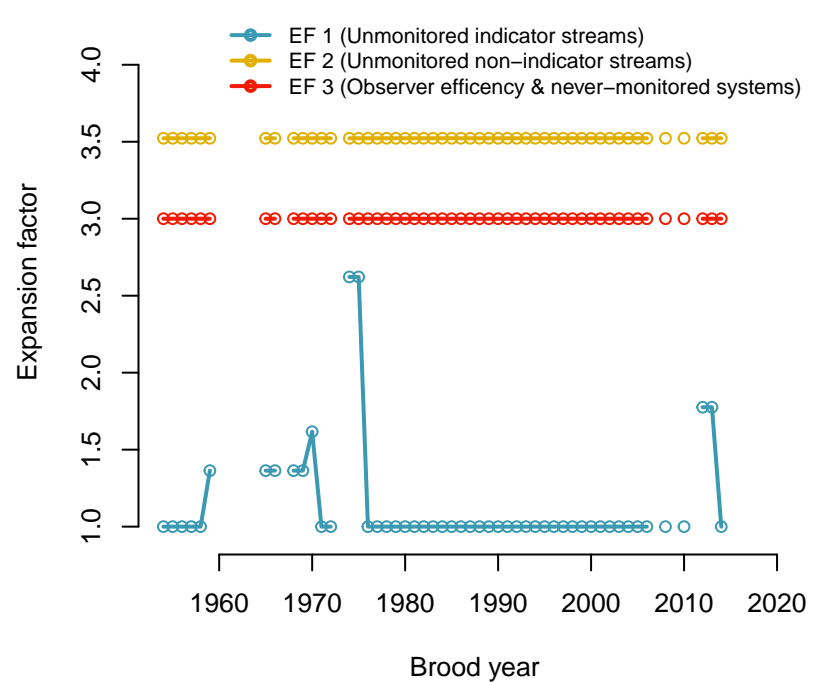 EF 1 (Unmonitored indicator streams)
EF 2 (Unmonitored non−indicator streams)
EF 3 (Observer efficency & never−monitored systems)
4.0
3.5
3.0
2.5
2.0
1.5
1.0
Expansion factor
1960 1970 1980 1990 2000 2010 2020
Brood year